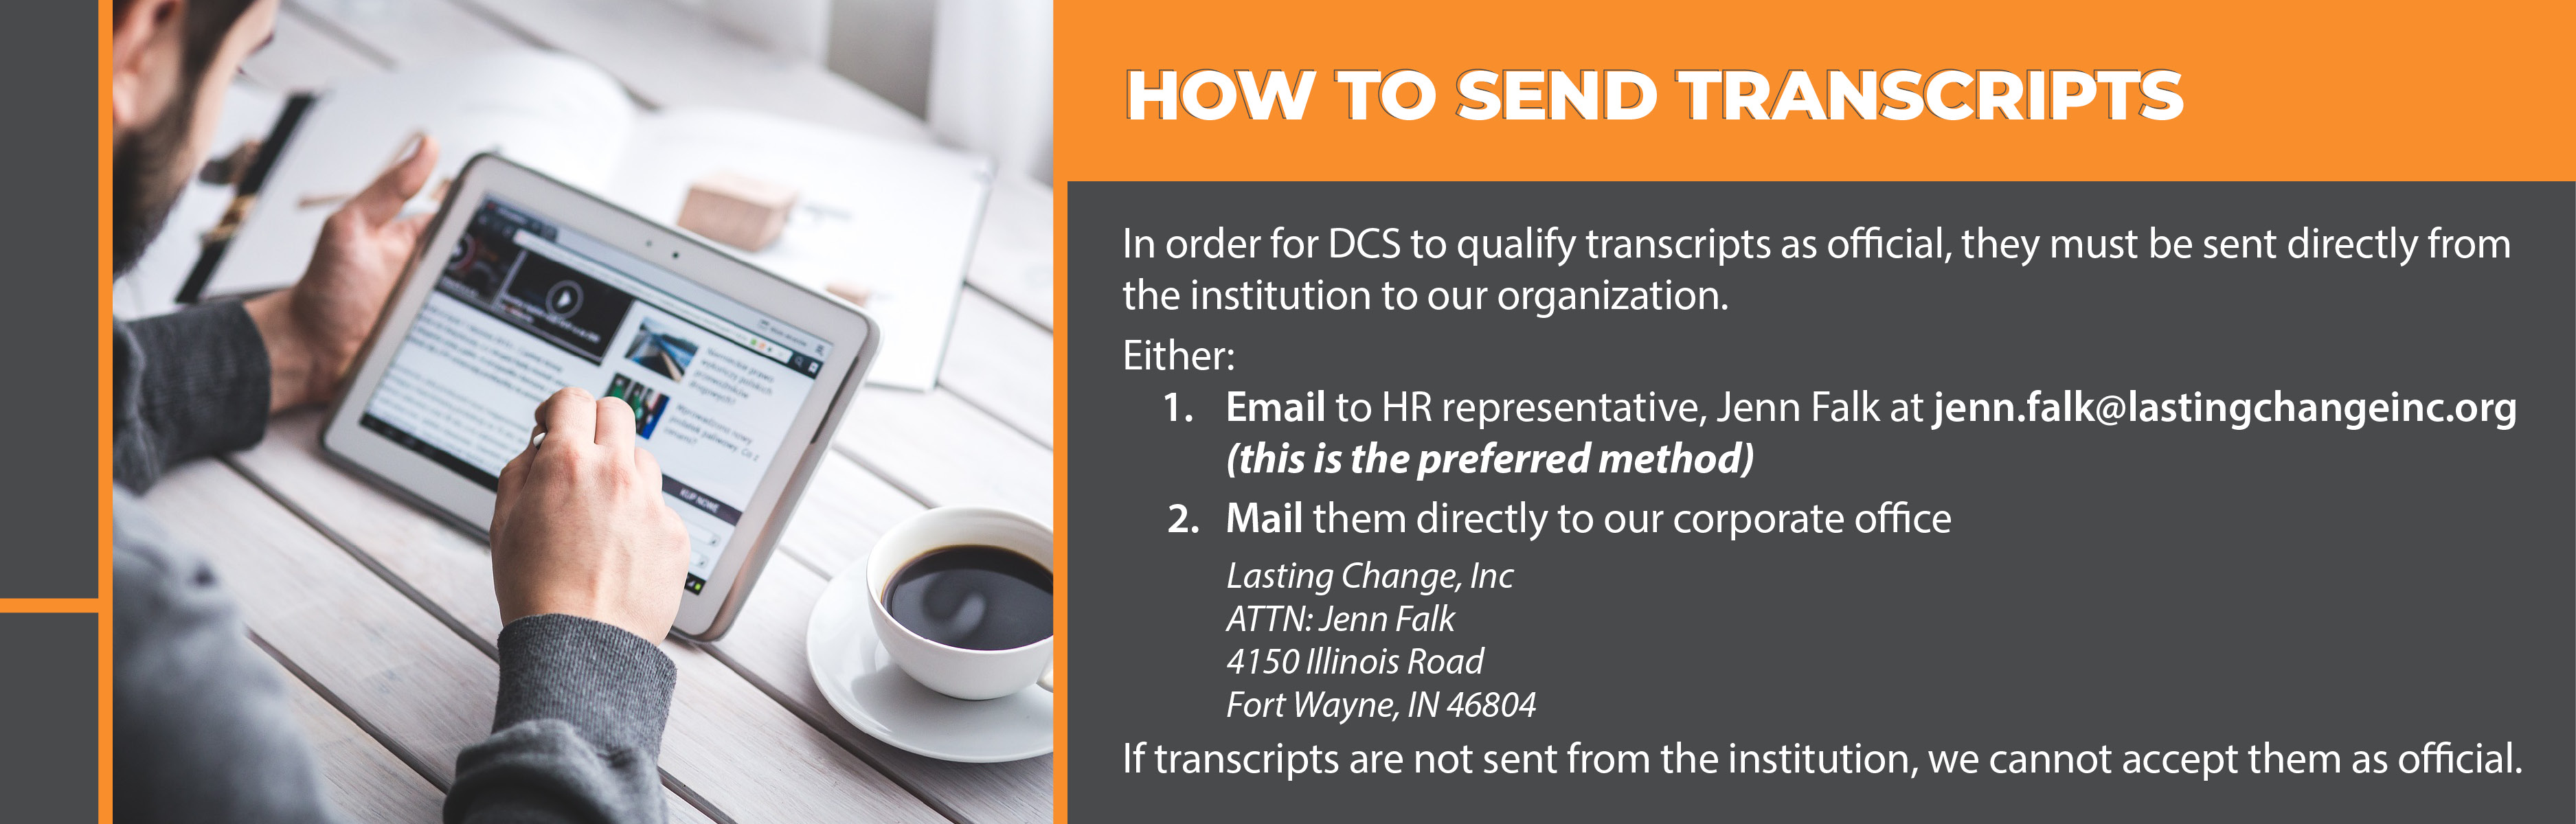 HOW TO SEND TRANSCRIPTS
In order for DCS to qualify transcripts as official, they must be sent directly from
the institution to our organization.
Either:
1. Email to HR representative, Jenn Falk at jenn.falk@lastingchangeinc.org
(this is the preferred method)
2. Mail them directly to our corporate office
Lasting Change, Inc
ATTN: Jenn Falk
4150 Illinois Road
Fort Wayne, IN 46804
If transcripts are not sent from the institution, we cannot accept them as official.